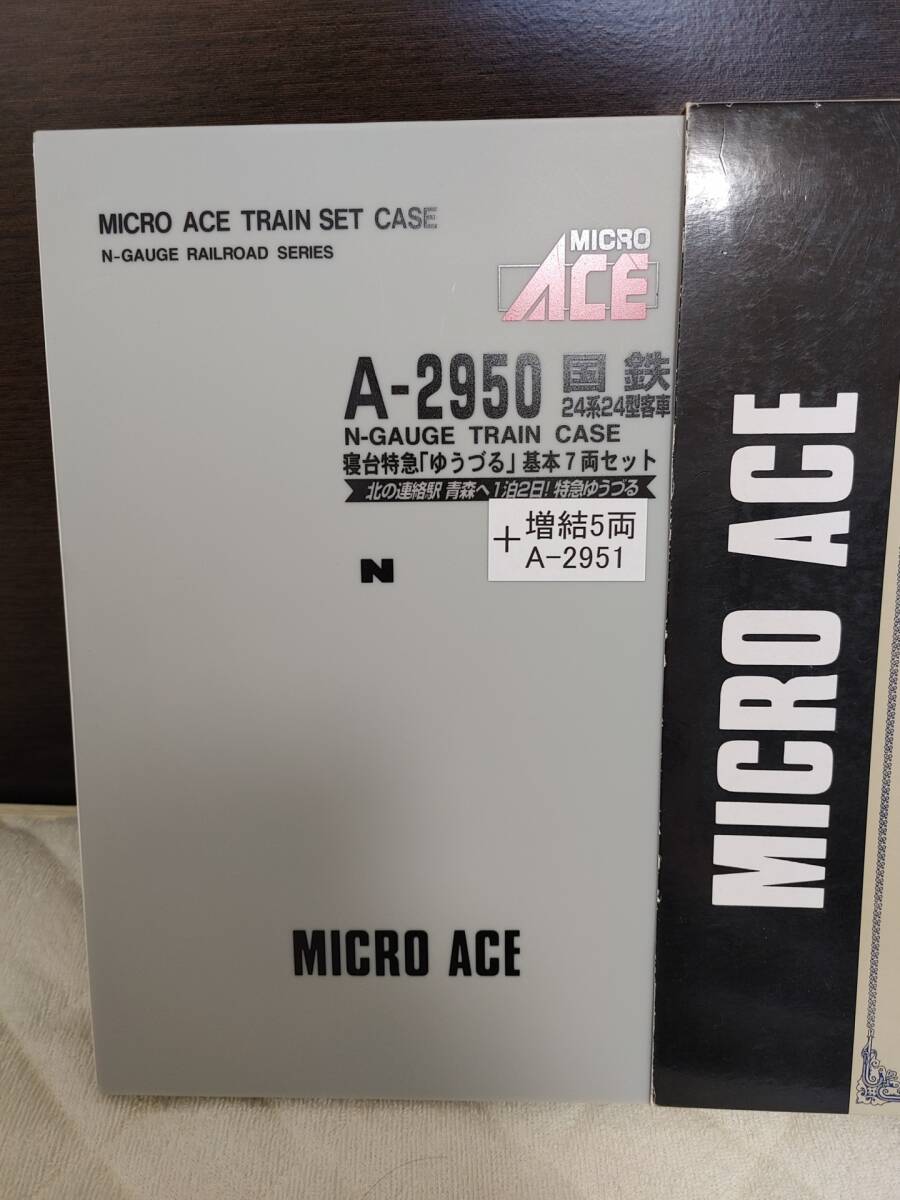 MICRO ACE TRAIN SET CASE
N-GAUGE RAILROAD SERIES
MICRO
ACE
A-2950 国鉄
24系24型客車
N-GAUGE TRAIN CASE
寝台特急「ゆうづる」基本7両セット
北の連絡駅 青森へ1泊2日!特急ゆうづる
+増結5両
A-2951
N
MICRO ACE
MICRO ACE